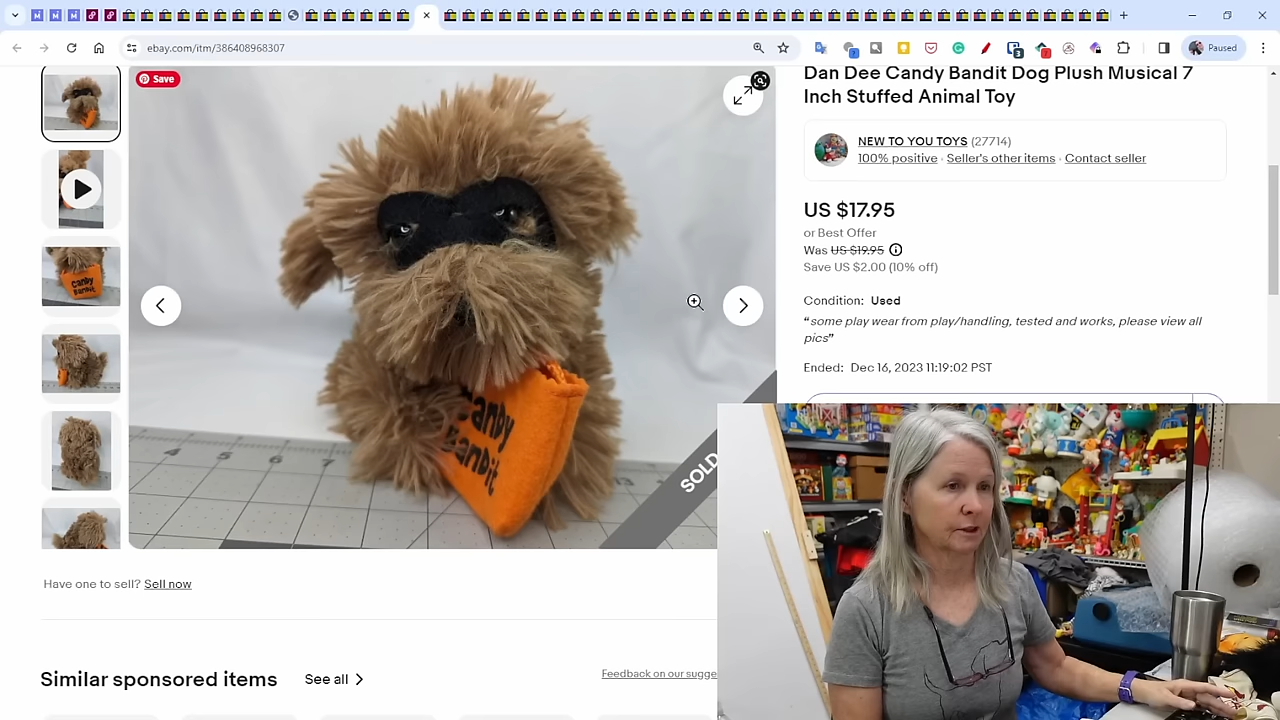 ebay.com/itm/386408968307
Paused
Save
Dan Dee Candy Bandit Dog Plush Musical 7
Inch Stuffed Animal Toy
NEW TO YOU TOYS (27714)
100% positive · Seller's other items · Contact seller
US $17.95
or Best Offer
Was US $19.95
Save US $2.00 (10% off)
Condition: Used
"some play wear from play/handling, tested and works, please view all
pics"
Ended: Dec 16, 2023 11:19:02 PST
Candy
Bandit
Candy
Bandit
4 5 6 7
SOLD
Have one to sell? Sell now
Similar sponsored items See all
Feedback on our sugge